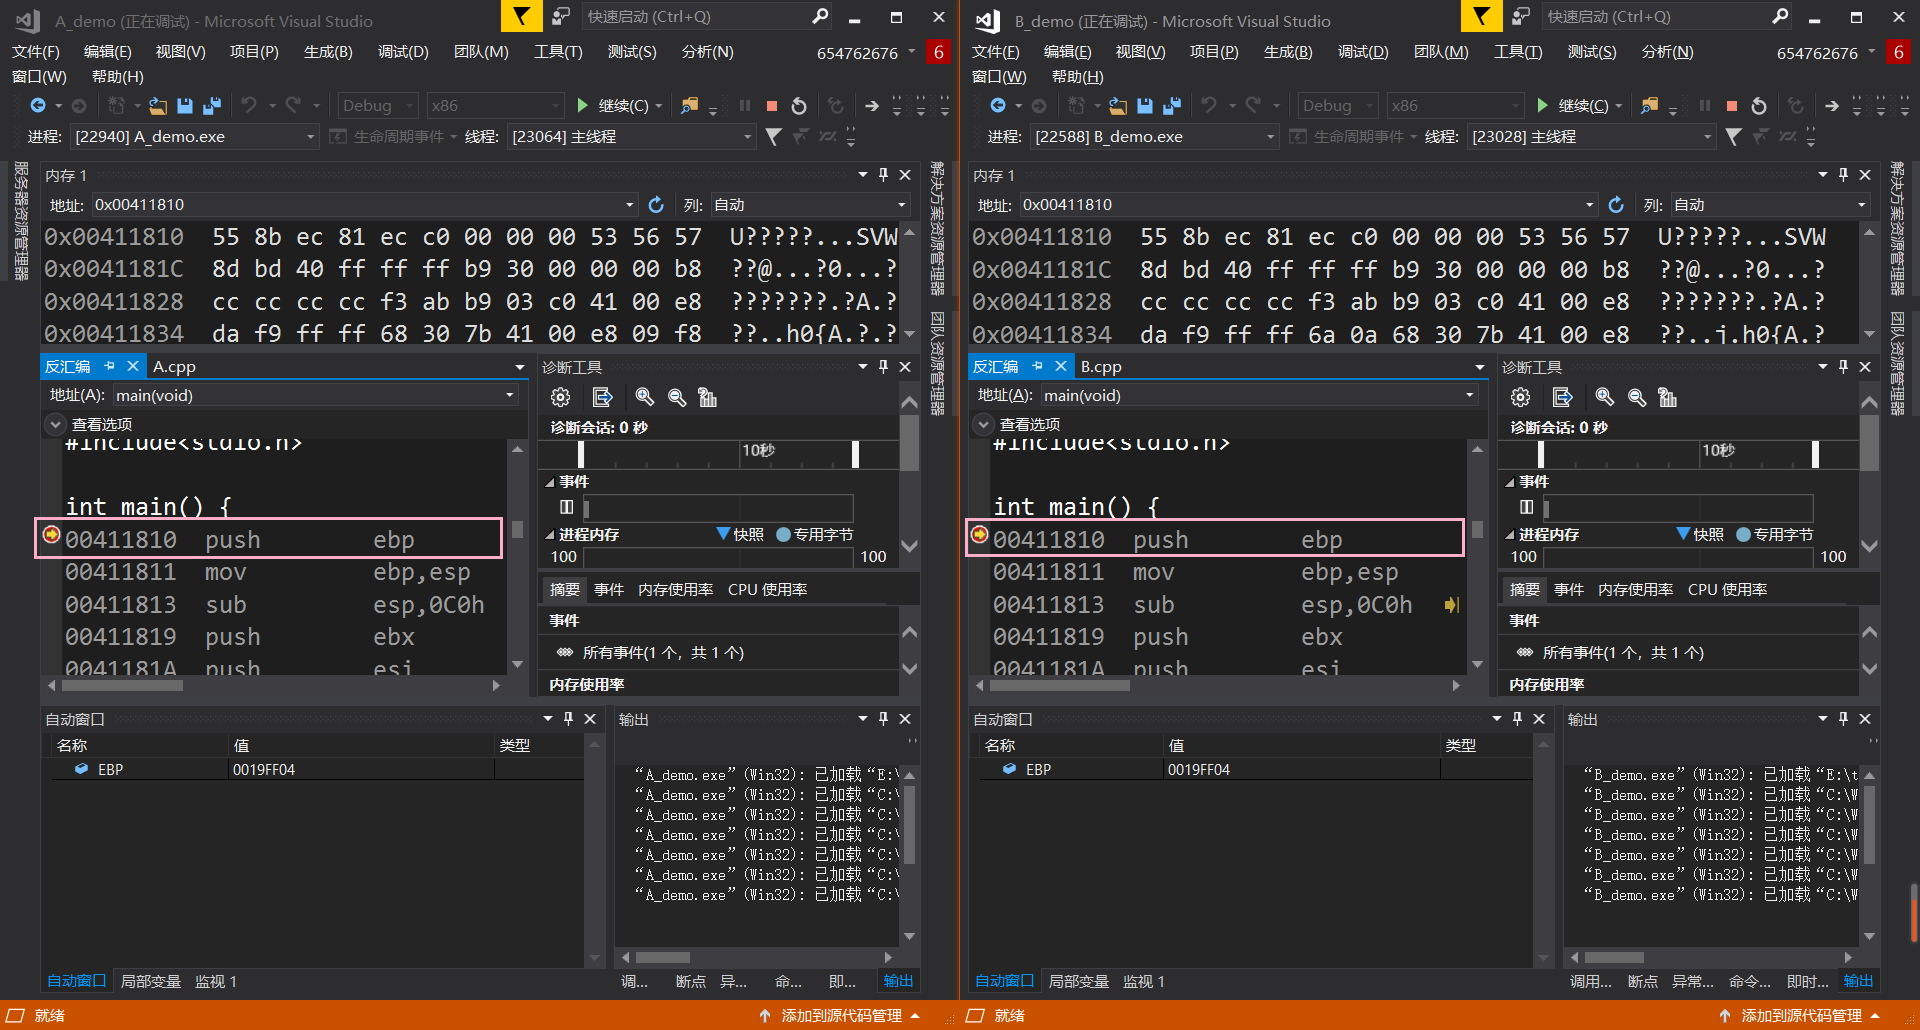 A_demo (正在调试) - Microsoft Visual Studio
快速启动 (Ctrl+Q)
文件(F) 编辑(E) 视图(V) 项目(P) 生成(B) 调试(D) 团队(M) 工具(T) 测试(S) 分析(N)
654762676
6
窗口(W) 帮助(H)
Debug x86 继续(C)
进程: [22940] A_demo.exe 生命周期事件 线程: [23064] 主线程
服务器资源管理器
内存 1
地址: 0x00411810 列: 自动
0x00411810 55 8b ec 81 ec c0 00 00 00 53 56 57 U?????...SVW
0x0041181C 8d bd 40 ff ff ff b9 30 00 00 00 b8 ??@...?0...?
0x00411828 cc cc cc cc f3 ab b9 03 c0 41 00 e8 ???????.?A.?
0x00411834 da f9 ff ff 68 30 7b 41 00 e8 09 f8 ??..h0{A.?.?
解决方案资源管理器
团队资源管理器
反汇编 A.cpp
地址(A): main(void)
查看选项
#include<stdio.h>
int main() {
00411810 push ebp
00411811 mov ebp,esp
00411813 sub esp,0C0h
00411819 push ebx
0041181A push esi
诊断工具
诊断会话: 0 秒
10秒
事件
进程内存 快照 专用字节
100 100
摘要 事件 内存使用率 CPU 使用率
事件
所有事件(1 个，共 1 个)
内存使用率
自动窗口
名称 值 类型
EBP 0019FF04
自动窗口 局部变量 监视 1
输出
“A_demo.exe” (Win32): 已加载 “E:\
“A_demo.exe” (Win32): 已加载 “C:\
“A_demo.exe” (Win32): 已加载 “C:\
“A_demo.exe” (Win32): 已加载 “C:\
“A_demo.exe” (Win32): 已加载 “C:\
“A_demo.exe” (Win32): 已加载 “C:\
“A_demo.exe” (Win32): 已加载 “C:\
调... 断点 异... 命... 即... 输出
就绪
添加到源代码管理
B_demo (正在调试) - Microsoft Visual Studio
快速启动 (Ctrl+Q)
文件(F) 编辑(E) 视图(V) 项目(P) 生成(B) 调试(D) 团队(M) 工具(T) 测试(S) 分析(N)
654762676
6
窗口(W) 帮助(H)
Debug x86 继续(C)
进程: [22588] B_demo.exe 生命周期事件 线程: [23028] 主线程
内存 1
地址: 0x00411810 列: 自动
0x00411810 55 8b ec 81 ec c0 00 00 00 53 56 57 U?????...SVW
0x0041181C 8d bd 40 ff ff ff b9 30 00 00 00 b8 ??@...?0...?
0x00411828 cc cc cc cc f3 ab b9 03 c0 41 00 e8 ???????.?A.?
0x00411834 da f9 ff ff 6a 0a 68 30 7b 41 00 e8 ??..j.h0{A.?
解决方案资源管理器
团队资源管理器
反汇编 B.cpp
地址(A): main(void)
查看选项
#include<stdio.h>
int main() {
00411810 push ebp
00411811 mov ebp,esp
00411813 sub esp,0C0h
00411819 push ebx
0041181A push esi
诊断工具
诊断会话: 0 秒
10秒
事件
进程内存 快照 专用字节
100 100
摘要 事件 内存使用率 CPU 使用率
事件
所有事件(1 个，共 1 个)
内存使用率
自动窗口
名称 值 类型
EBP 0019FF04
自动窗口 局部变量 监视 1
输出
“B_demo.exe” (Win32): 已加载 “E:\t
“B_demo.exe” (Win32): 已加载 “C:\W
“B_demo.exe” (Win32): 已加载 “C:\W
“B_demo.exe” (Win32): 已加载 “C:\W
“B_demo.exe” (Win32): 已加载 “C:\W
“B_demo.exe” (Win32): 已加载 “C:\W
“B_demo.exe” (Win32): 已加载 “C:\W
调用... 断点 异常... 命令... 即时... 输出
就绪
添加到源代码管理